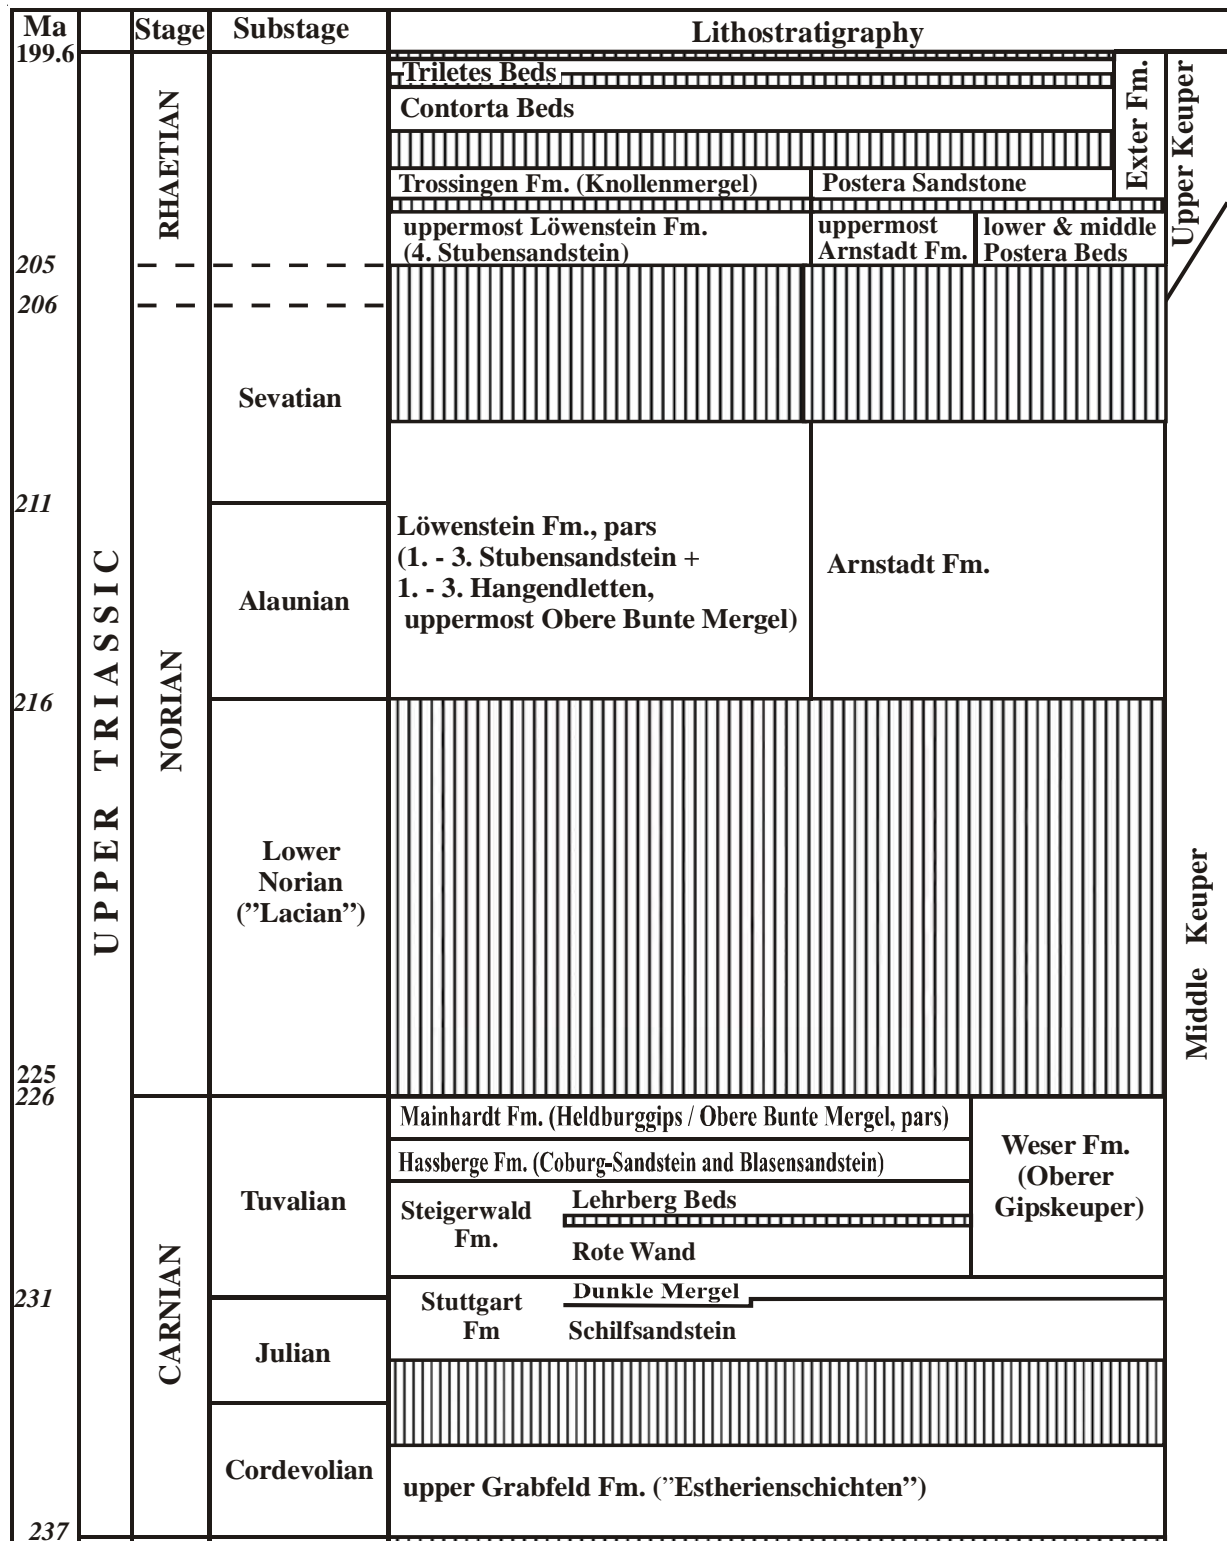 Ma
Stage
Substage
Lithostratigraphy
199.6
UPPER TRIASSIC
RHAETIAN
Triletes Beds
Contorta Beds
Exter Fm.
Upper Keuper
Trossingen Fm. (Knollenmergel)
Postera Sandstone
uppermost Löwenstein Fm.
(4. Stubensandstein)
uppermost
Arnstadt Fm.
lower & middle
Postera Beds
205
206
NORIAN
Sevatian
211
Alaunian
Löwenstein Fm., pars
(1. - 3. Stubensandstein +
1. - 3. Hangendletten,
uppermost Obere Bunte Mergel)
Arnstadt Fm.
216
Lower
Norian
(”Lacian”)
Middle Keuper
225
226
CARNIAN
Tuvalian
Mainhardt Fm. (Heldburggips / Obere Bunte Mergel, pars)
Hassberge Fm. (Coburg-Sandstein and Blasensandstein)
Steigerwald
Fm.
Lehrberg Beds
Rote Wand
Weser Fm.
(Oberer
Gipskeuper)
231
Stuttgart
Fm
Dunkle Mergel
Schilfsandstein
Julian
Cordevolian
upper Grabfeld Fm. (”Estherienschichten”)
237